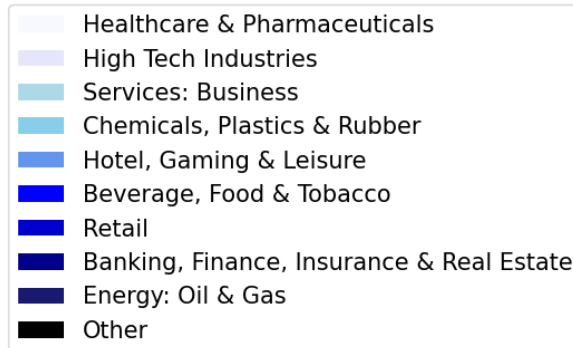 Healthcare & Pharmaceuticals
High Tech Industries
Services: Business
Chemicals, Plastics & Rubber
Hotel, Gaming & Leisure
Beverage, Food & Tobacco
Retail
Banking, Finance, Insurance & Real Estate
Energy: Oil & Gas
Other